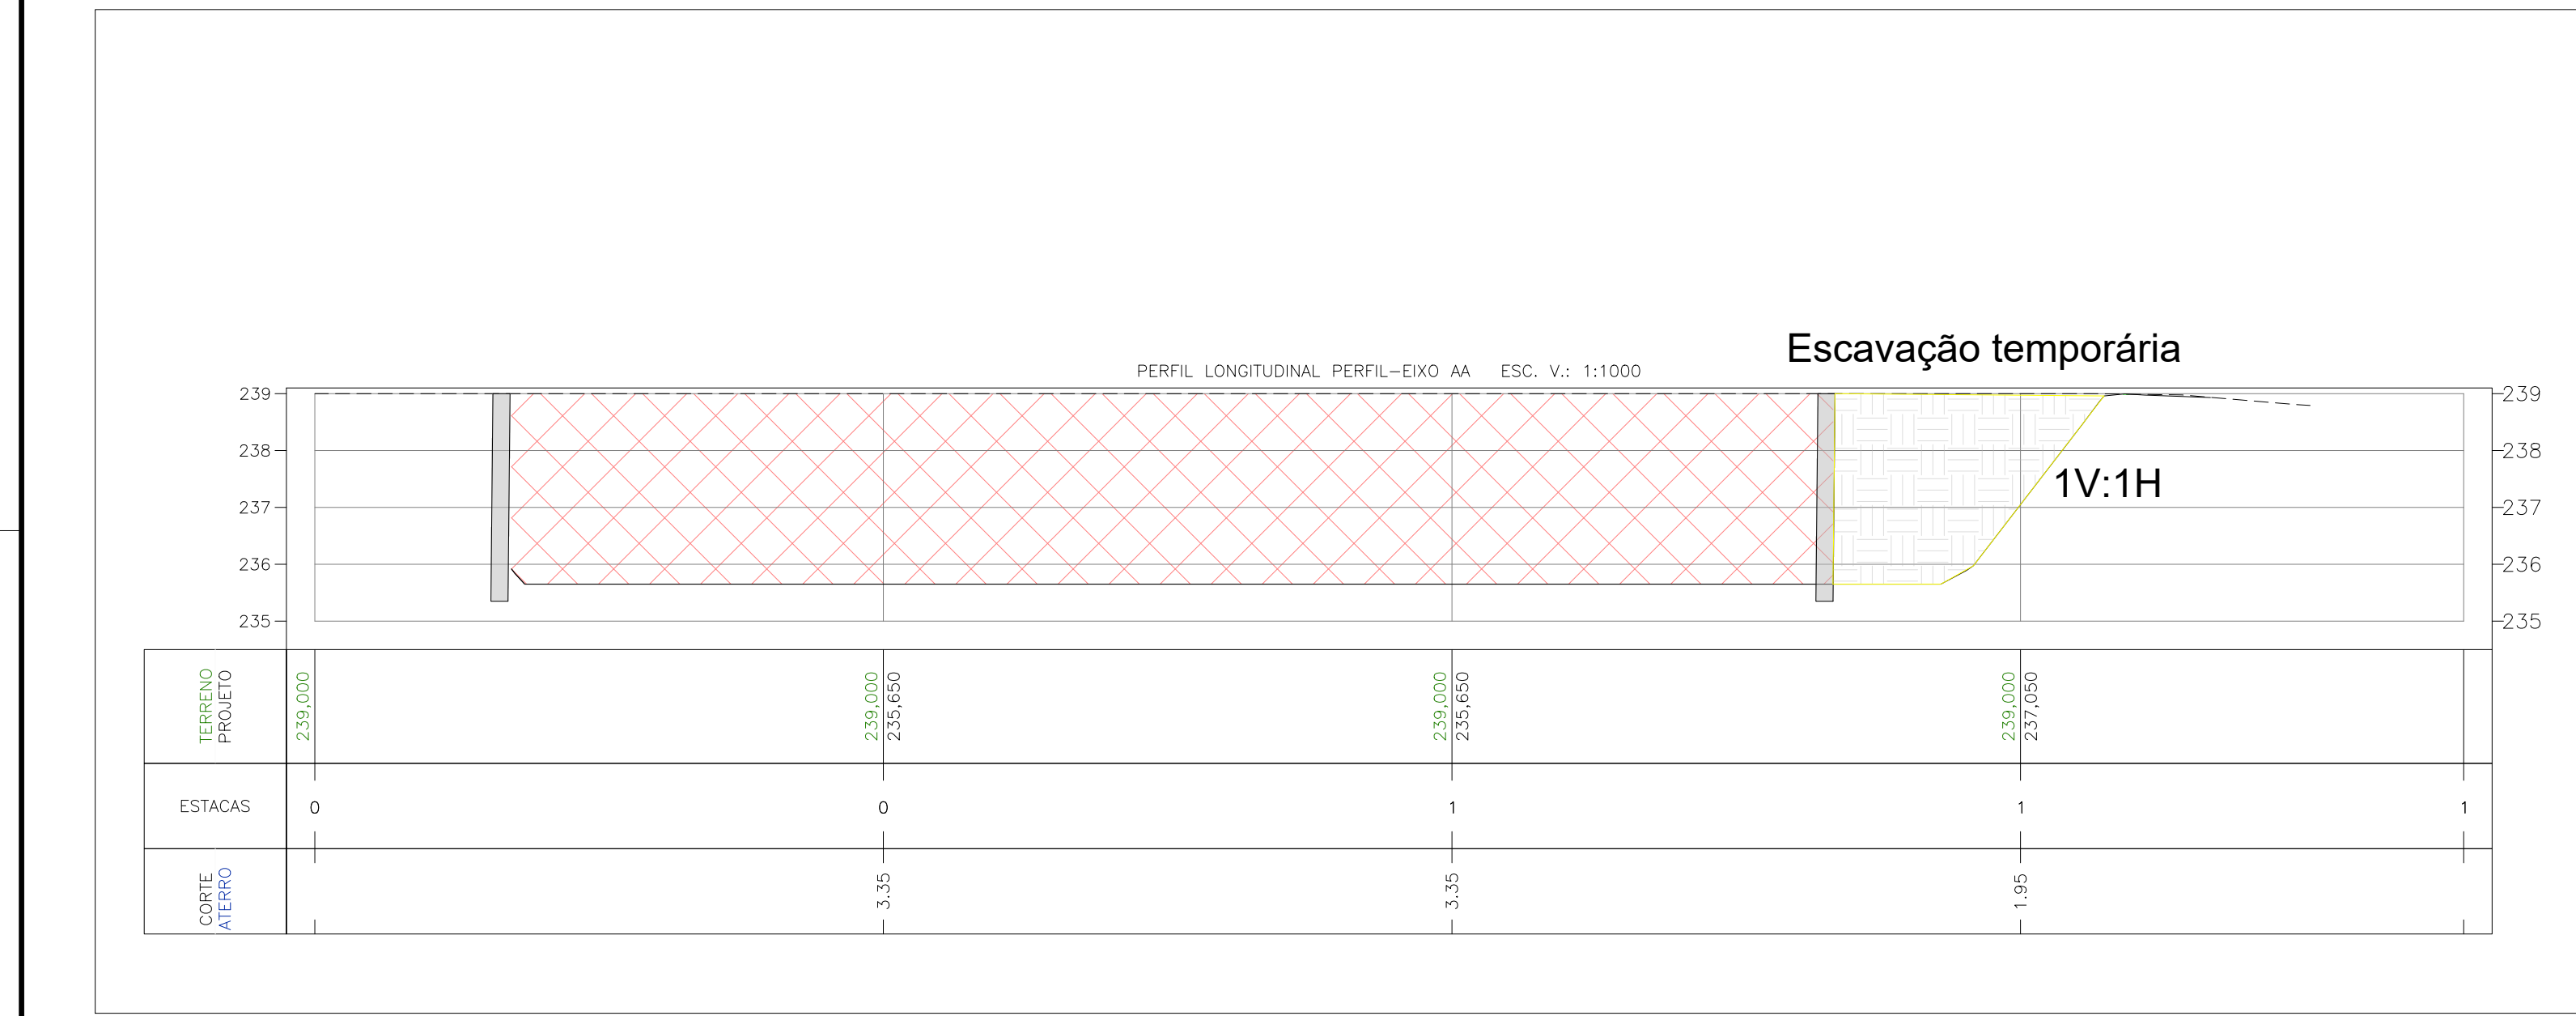 Escavação temporária
PERFIL LONGITUDINAL PERFIL-EIXO AA ESC. V.: 1:1000
239 239
238 238
1V:1H
237 237
236 236
235 235
TERRENO 239,000 239,000 239,000 239,000
PROJETO 235,650 235,650 237,050
ESTACAS 0 0 1 1 1
CORTE 3.35 3.35 1.95
ATERRO